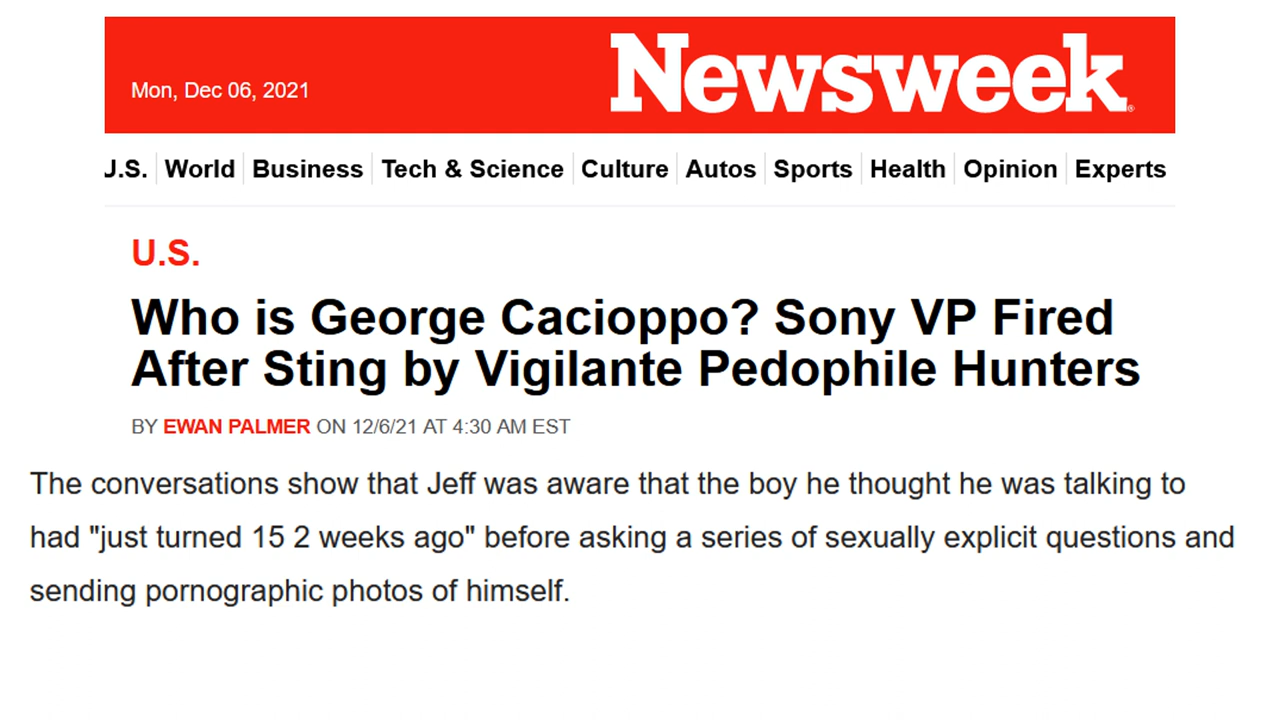 Mon, Dec 06, 2021
Newsweek®
U.S. World Business Tech & Science Culture Autos Sports Health Opinion Experts
U.S.
Who is George Cacioppo? Sony VP Fired
After Sting by Vigilante Pedophile Hunters
BY EWAN PALMER ON 12/6/21 AT 4:30 AM EST
The conversations show that Jeff was aware that the boy he thought he was talking to
had "just turned 15 2 weeks ago" before asking a series of sexually explicit questions and
sending pornographic photos of himself.